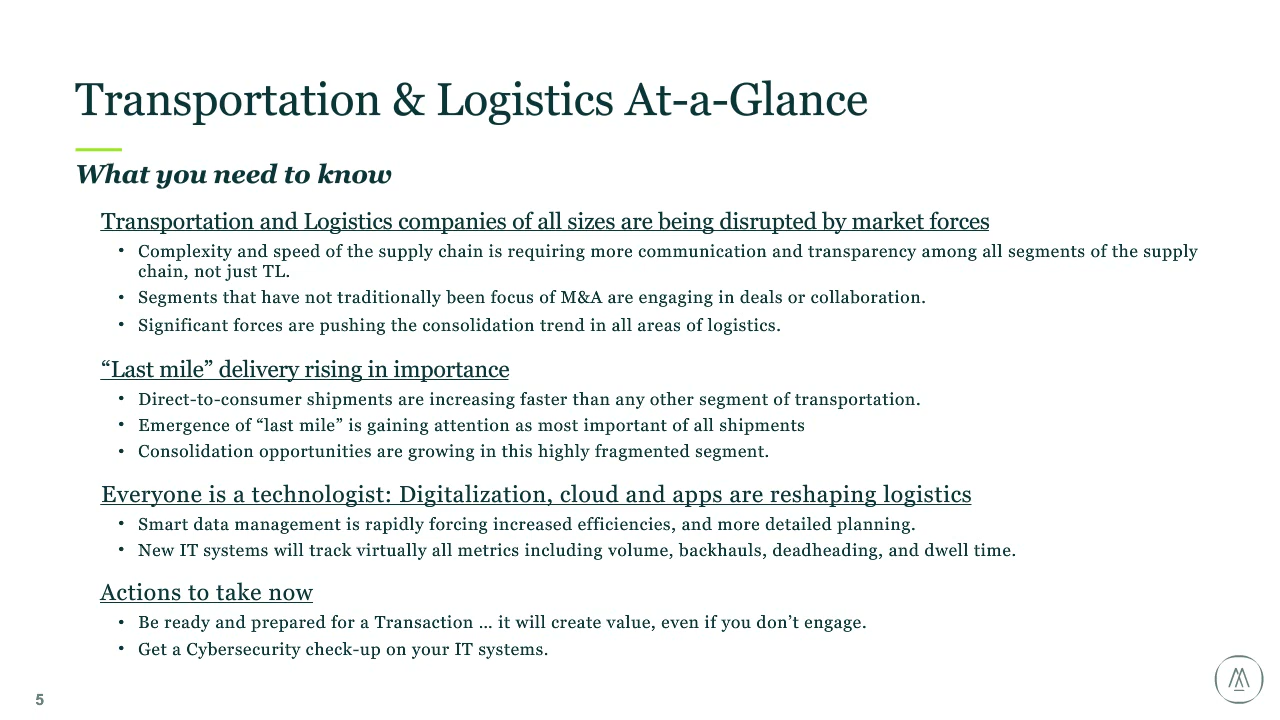 Transportation & Logistics At-a-Glance
What you need to know
Transportation and Logistics companies of all sizes are being disrupted by market forces
• Complexity and speed of the supply chain is requiring more communication and transparency among all segments of the supply
chain, not just TL.
• Segments that have not traditionally been focus of M&A are engaging in deals or collaboration.
• Significant forces are pushing the consolidation trend in all areas of logistics.
“Last mile” delivery rising in importance
• Direct-to-consumer shipments are increasing faster than any other segment of transportation.
• Emergence of “last mile” is gaining attention as most important of all shipments
• Consolidation opportunities are growing in this highly fragmented segment.
Everyone is a technologist: Digitalization, cloud and apps are reshaping logistics
• Smart data management is rapidly forcing increased efficiencies, and more detailed planning.
• New IT systems will track virtually all metrics including volume, backhauls, deadheading, and dwell time.
Actions to take now
• Be ready and prepared for a Transaction … it will create value, even if you don’t engage.
• Get a Cybersecurity check-up on your IT systems.
5